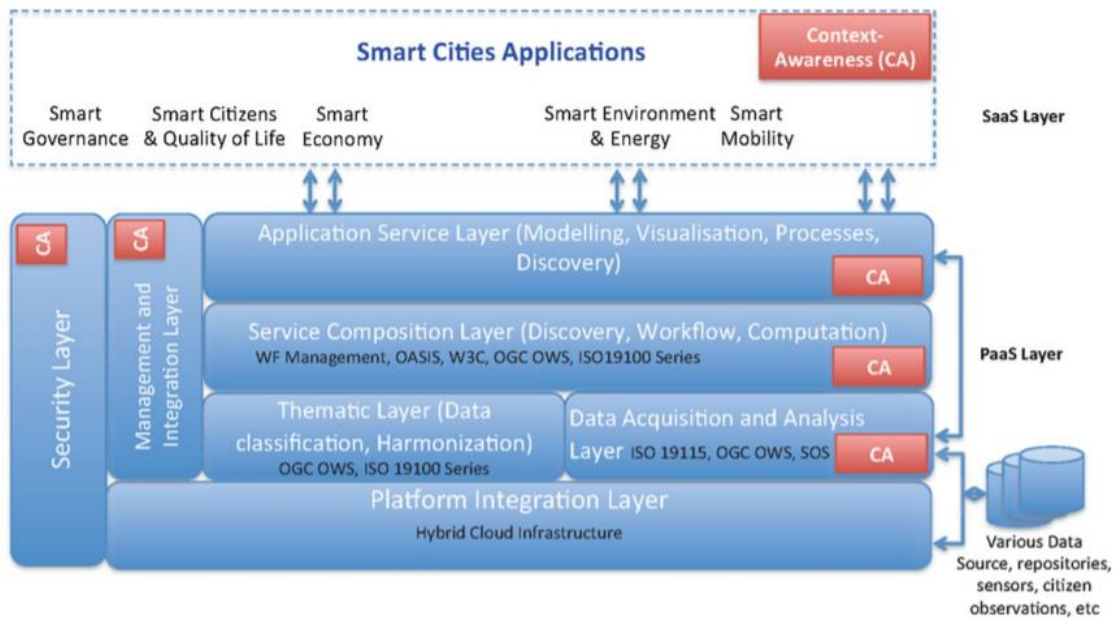 Smart Cities Applications
Context-
Awareness (CA)
Smart
Governance
Smart Citizens
& Quality of Life
Smart
Economy
Smart Environment
& Energy
Smart
Mobility
SaaS Layer
CA
Security Layer
CA
Management and
Integration Layer
Application Service Layer (Modelling, Visualisation, Processes,
Discovery)
CA
Service Composition Layer (Discovery, Workflow, Computation)
WF Management, OASIS, W3C, OGC OWS, ISO19100 Series
CA
PaaS Layer
Thematic Layer (Data
classification, Harmonization)
OGC OWS, ISO 19100 Series
Data Acquisition and Analysis
Layer ISO 19115, OGC OWS, SOS
CA
Platform Integration Layer
Hybrid Cloud Infrastructure
Various Data
Source, repositories,
sensors, citizen
observations, etc